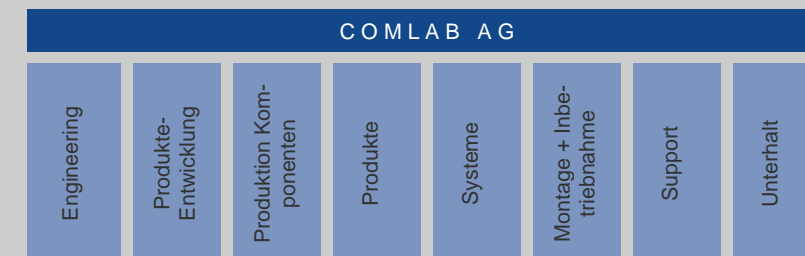 COMLAB AG
Engineering
Produkte-
Entwicklung
Produktion Kom-
ponenten
Produkte
Systeme
Montage + Inbe-
triebnahme
Support
Unterhalt